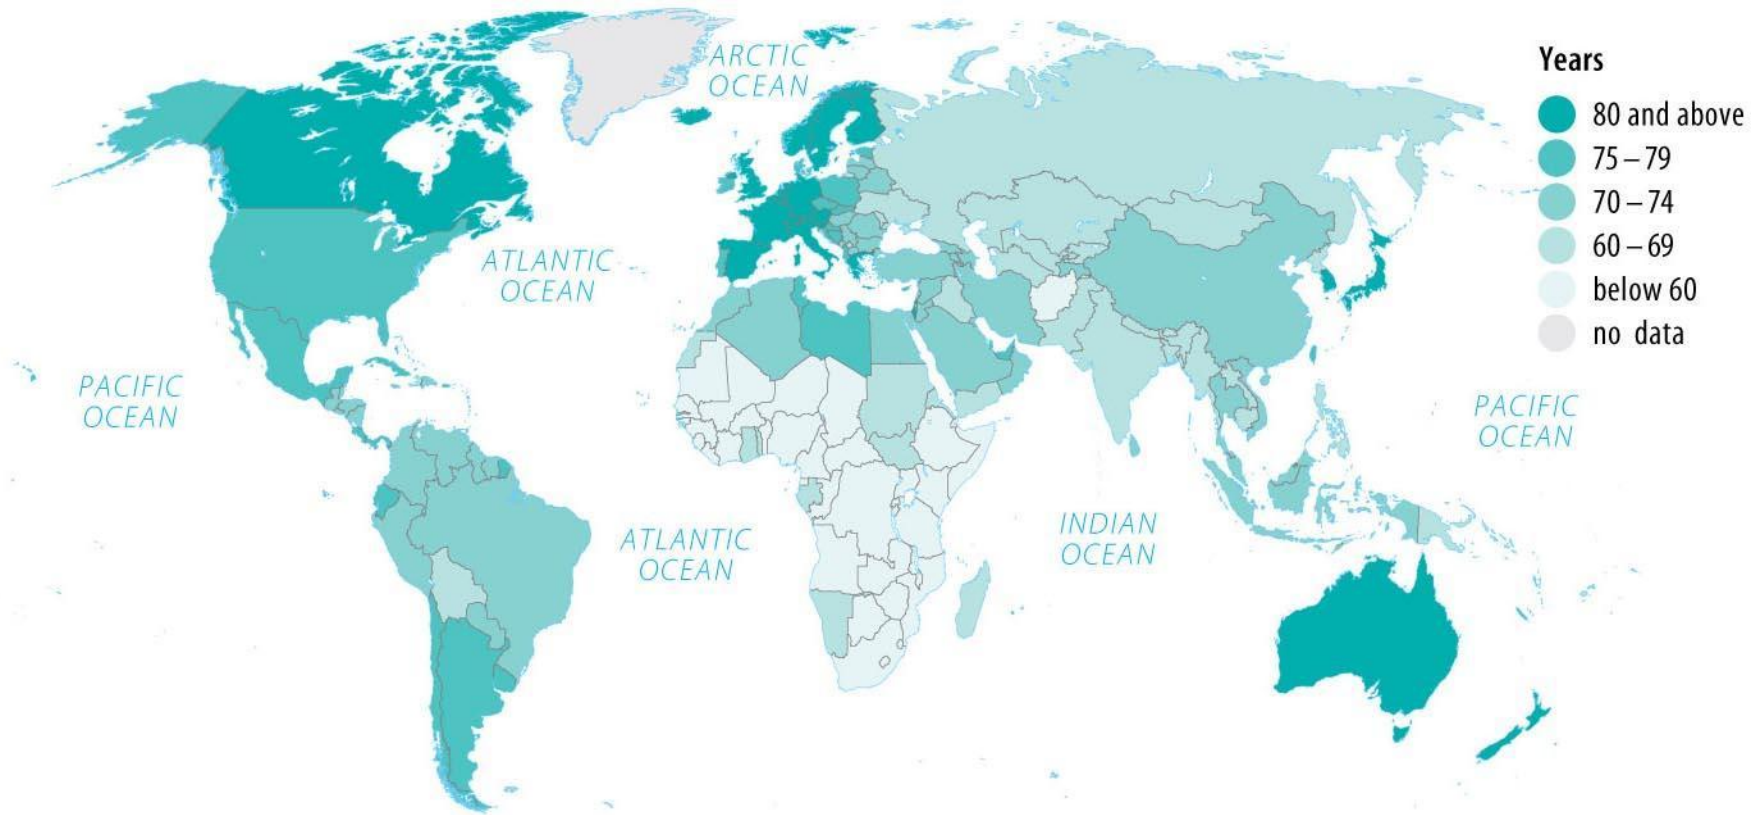 ARCTIC
OCEAN
Years
80 and above
75 – 79
70 – 74
60 – 69
below 60
no data
ATLANTIC
OCEAN
PACIFIC
OCEAN
PACIFIC
OCEAN
ATLANTIC
OCEAN
INDIAN
OCEAN